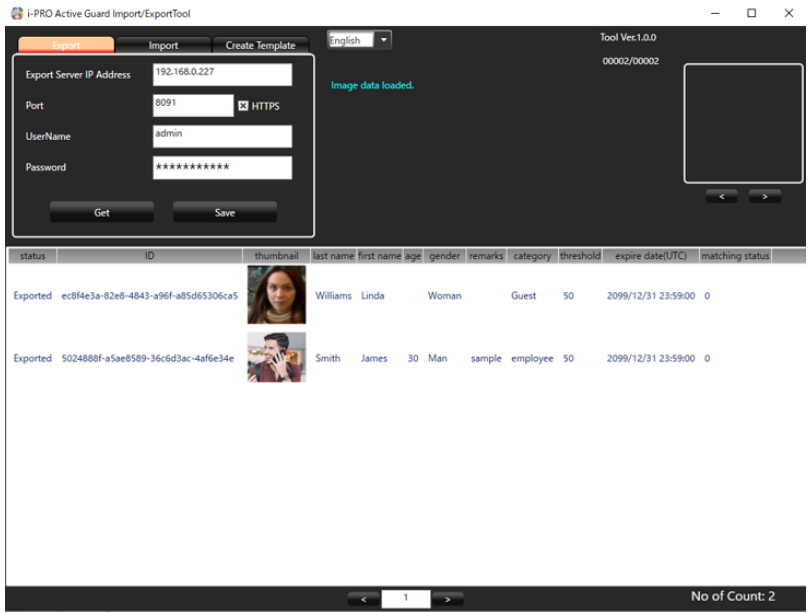 i-PRO Active Guard Import/ExportTool
Export Import Create Template English Tool Ver.1.0.0
00002/00002
Export Server IP Address 192.168.0.227
Image data loaded.
Port 8091 HTTPS
UserName admin
Password ***********
< >
Get Save
status ID thumbnail last name first name age gender remarks category threshold expire date(UTC) matching status
Exported ec8f4e3a-82e8-4843-a96f-a85d65306ca5 Williams Linda Woman Guest 50 2099/12/31 23:59:00 0
Exported 5024888f-a5ae8589-36c6d3ac-4af6e34e Smith James 30 Man sample employee 50 2099/12/31 23:59:00 0
< 1 > No of Count: 2